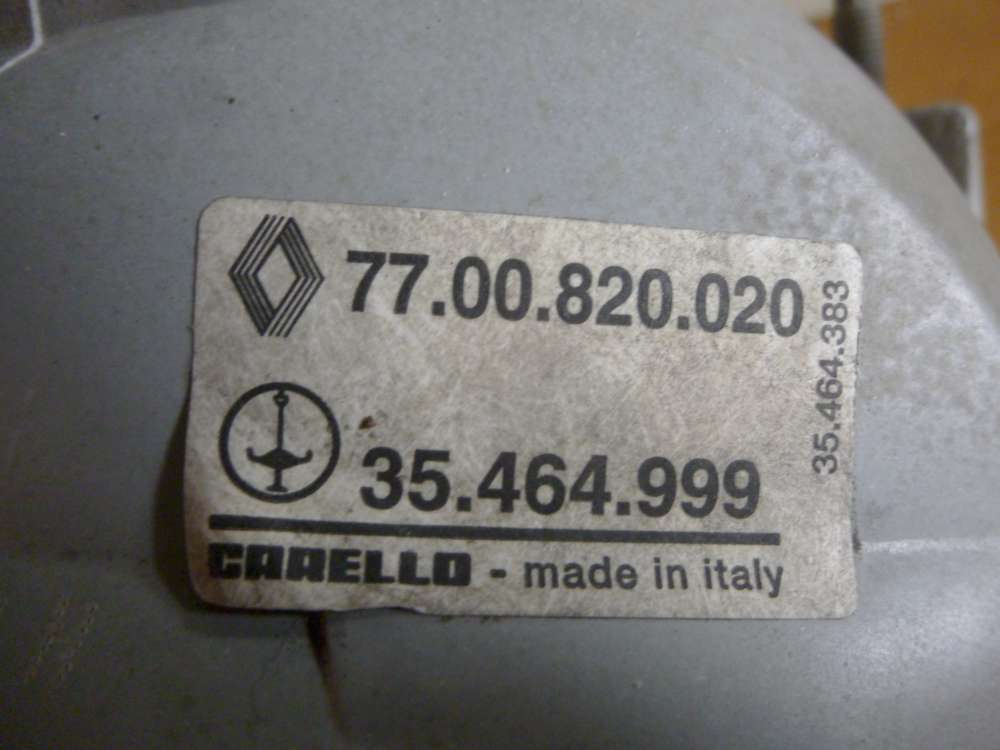 77.00.820.020
35.464.383
35.464.999
CARELLO - made in italy